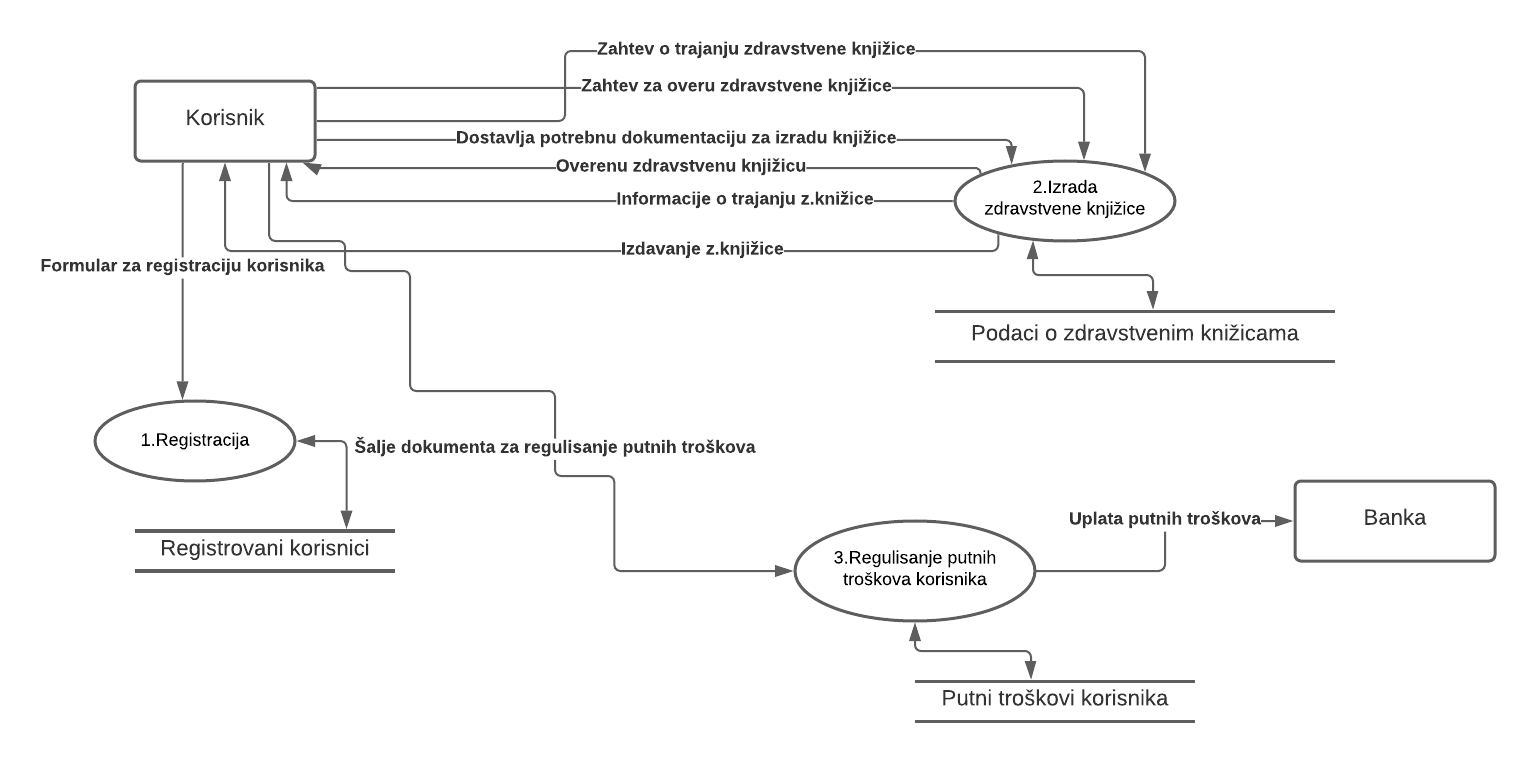 Zahtev o trajanju zdravstvene knjižice
Zahtev za overu zdravstvene knjižice
Korisnik
Dostavlja potrebnu dokumentaciju za izradu knjižice
Overenu zdravstvenu knjižicu
2.Izrada
zdravstvene knjižice
Informacije o trajanju z.knižice
Izdavanje z.knjižice
Formular za registraciju korisnika
Podaci o zdravstvenim knižicama
1.Registracija
Šalje dokumenta za regulisanje putnih troškova
Registrovani korisnici
Uplata putnih troškova
Banka
3.Regulisanje putnih
troškova korisnika
Putni troškovi korisnika